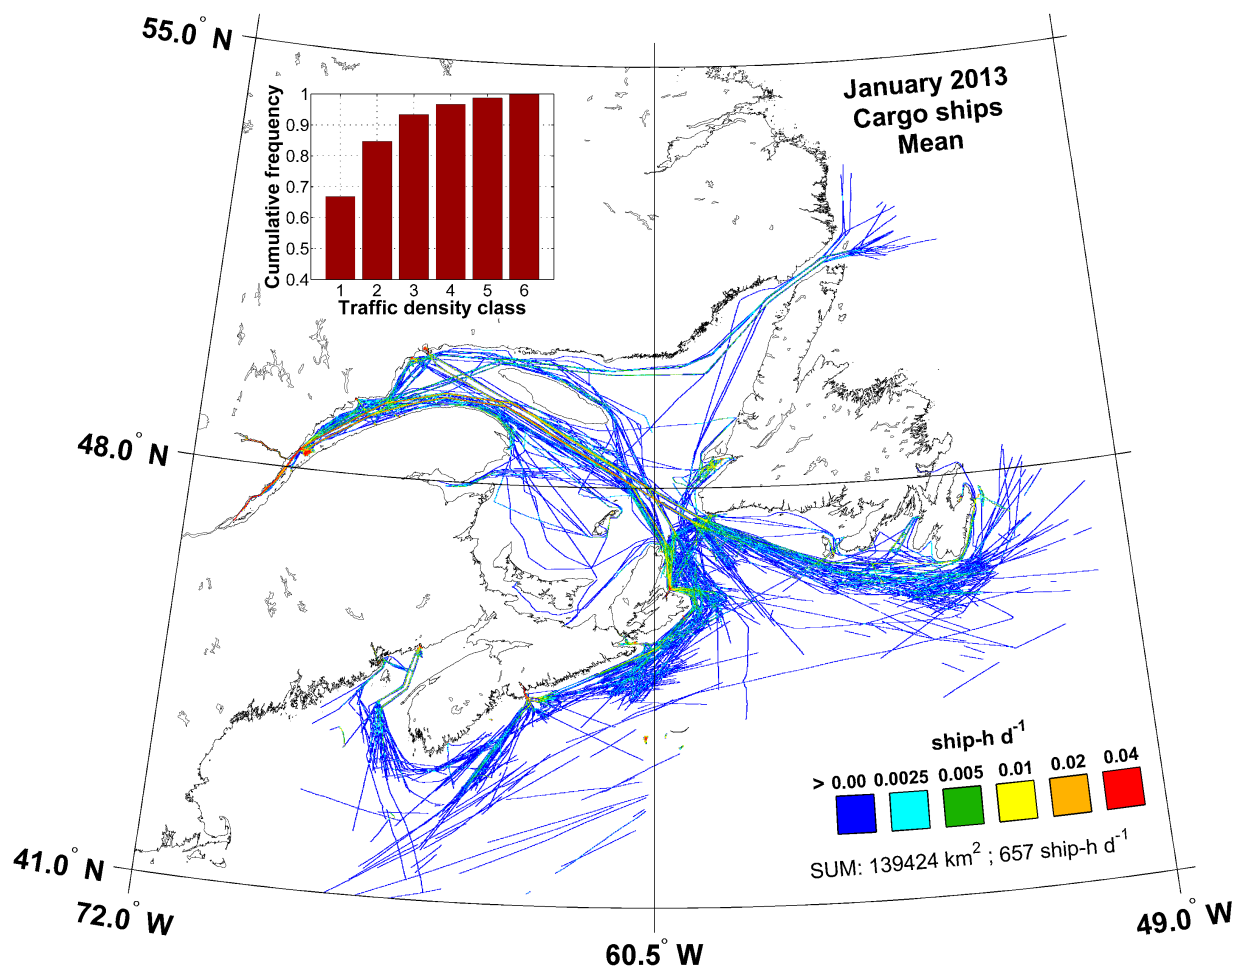 55.0° N
January 2013
Cargo ships
Mean
Cumulative frequency
1
0.9
0.8
0.7
0.6
0.5
0.4
1 2 3 4 5 6
Traffic density class
48.0° N
ship-h d⁻¹
> 0.00 0.0025 0.005 0.01 0.02 0.04
SUM: 139424 km² ; 657 ship-h d⁻¹
41.0° N
72.0° W
60.5° W
49.0° W